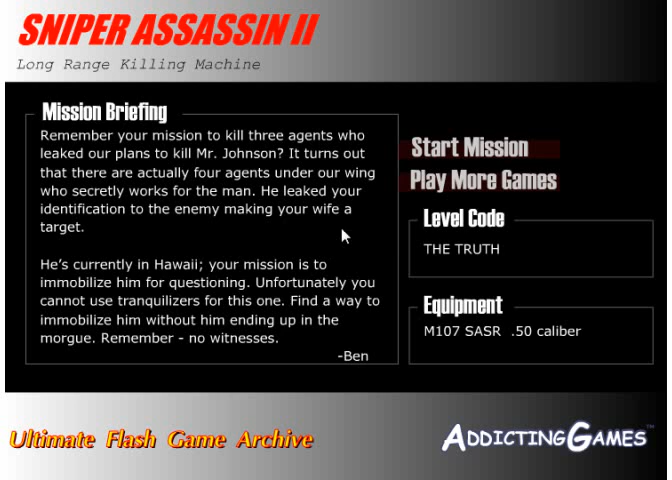 SNIPER ASSASSIN II
Long Range Killing Machine
Mission Briefing
Remember your mission to kill three agents who
leaked our plans to kill Mr. Johnson? It turns out
that there are actually four agents under our wing
who secretly works for the man. He leaked your
identification to the enemy making your wife a
target.
He's currently in Hawaii; your mission is to
immobilize him for questioning. Unfortunately you
cannot use tranquilizers for this one. Find a way to
immobilize him without him ending up in the
morgue. Remember - no witnesses.
-Ben
Start Mission
Play More Games
Level Code
THE TRUTH
Equipment
M107 SASR .50 caliber
Ultimate Flash Game Archive
ADDICTINGGAMES™